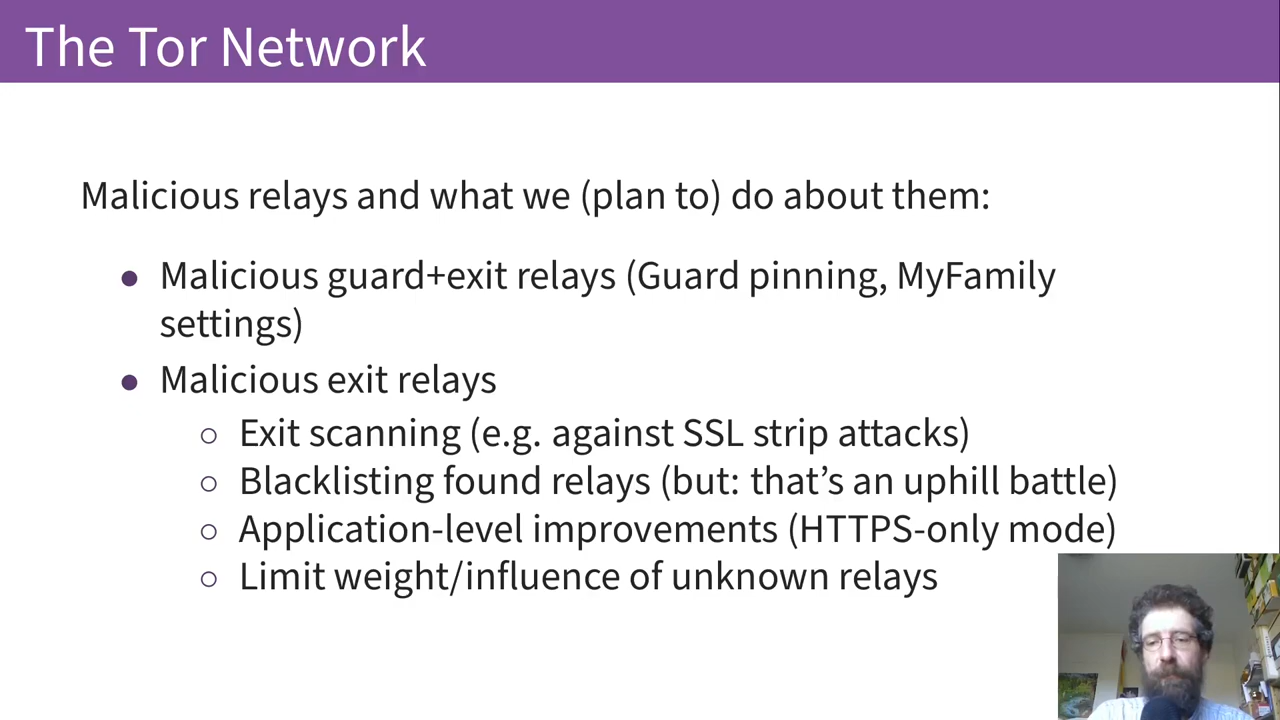 The Tor Network
Malicious relays and what we (plan to) do about them:
● Malicious guard+exit relays (Guard pinning, MyFamily
settings)
● Malicious exit relays
○ Exit scanning (e.g. against SSL strip attacks)
○ Blacklisting found relays (but: that’s an uphill battle)
○ Application-level improvements (HTTPS-only mode)
○ Limit weight/influence of unknown relays